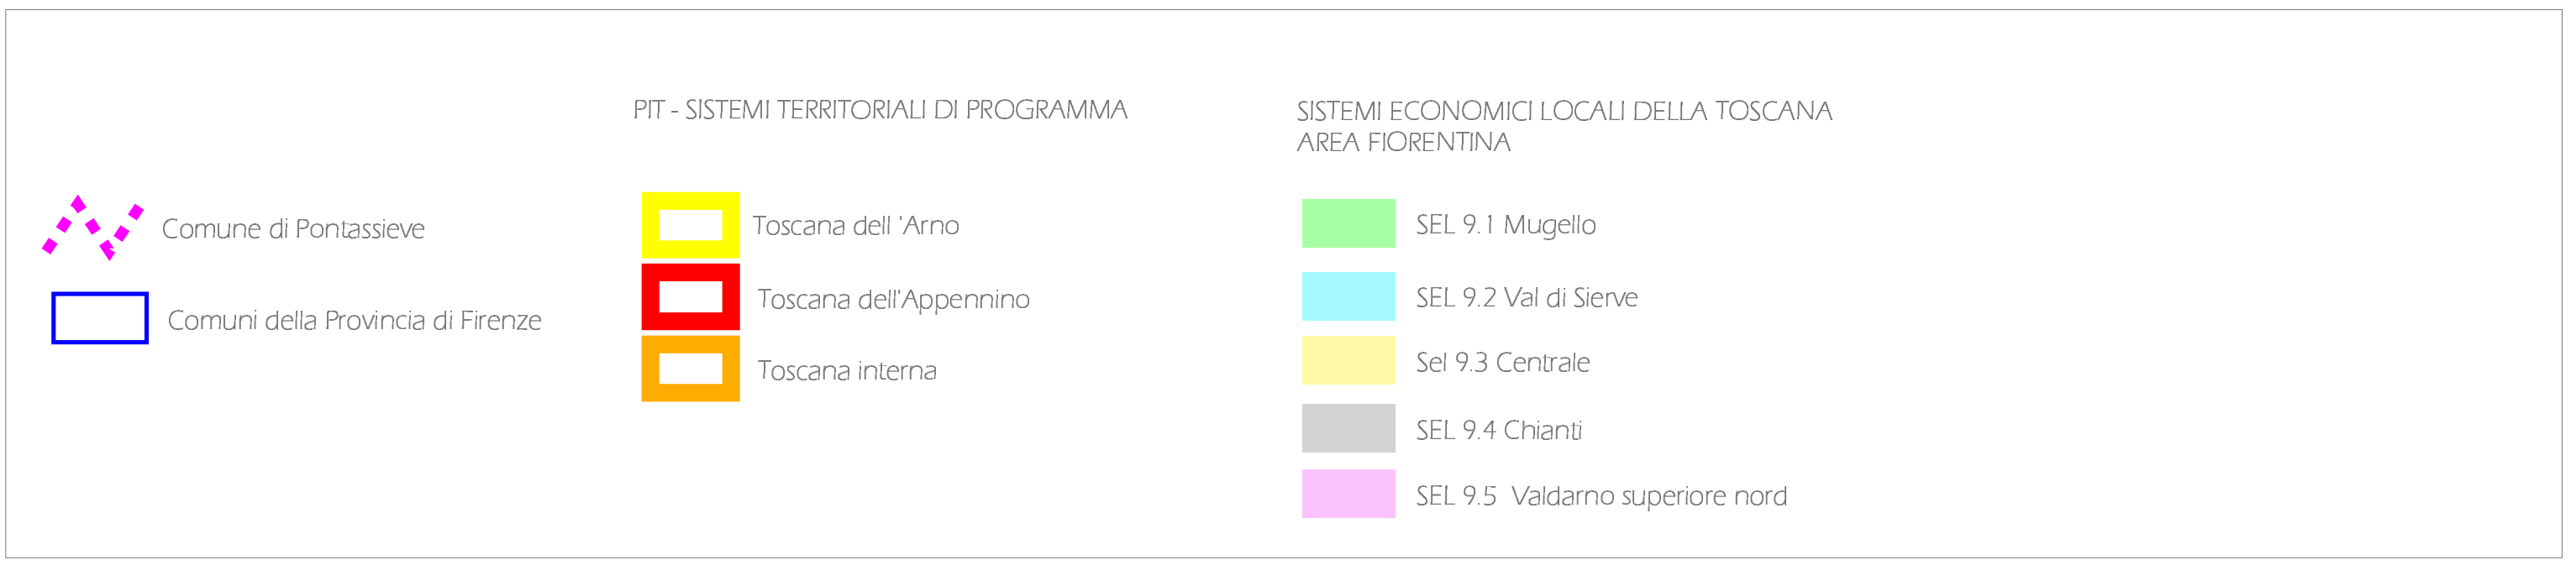 Comune di Pontassieve
Comuni della Provincia di Firenze
PIT - SISTEMI TERRITORIALI DI PROGRAMMA
Toscana dell 'Arno
Toscana dell'Appennino
Toscana interna
SISTEMI ECONOMICI LOCALI DELLA TOSCANA
AREA FIORENTINA
SEL 9.1 Mugello
SEL 9.2 Val di Sierve
Sel 9.3 Centrale
SEL 9.4 Chianti
SEL 9.5 Valdarno superiore nord